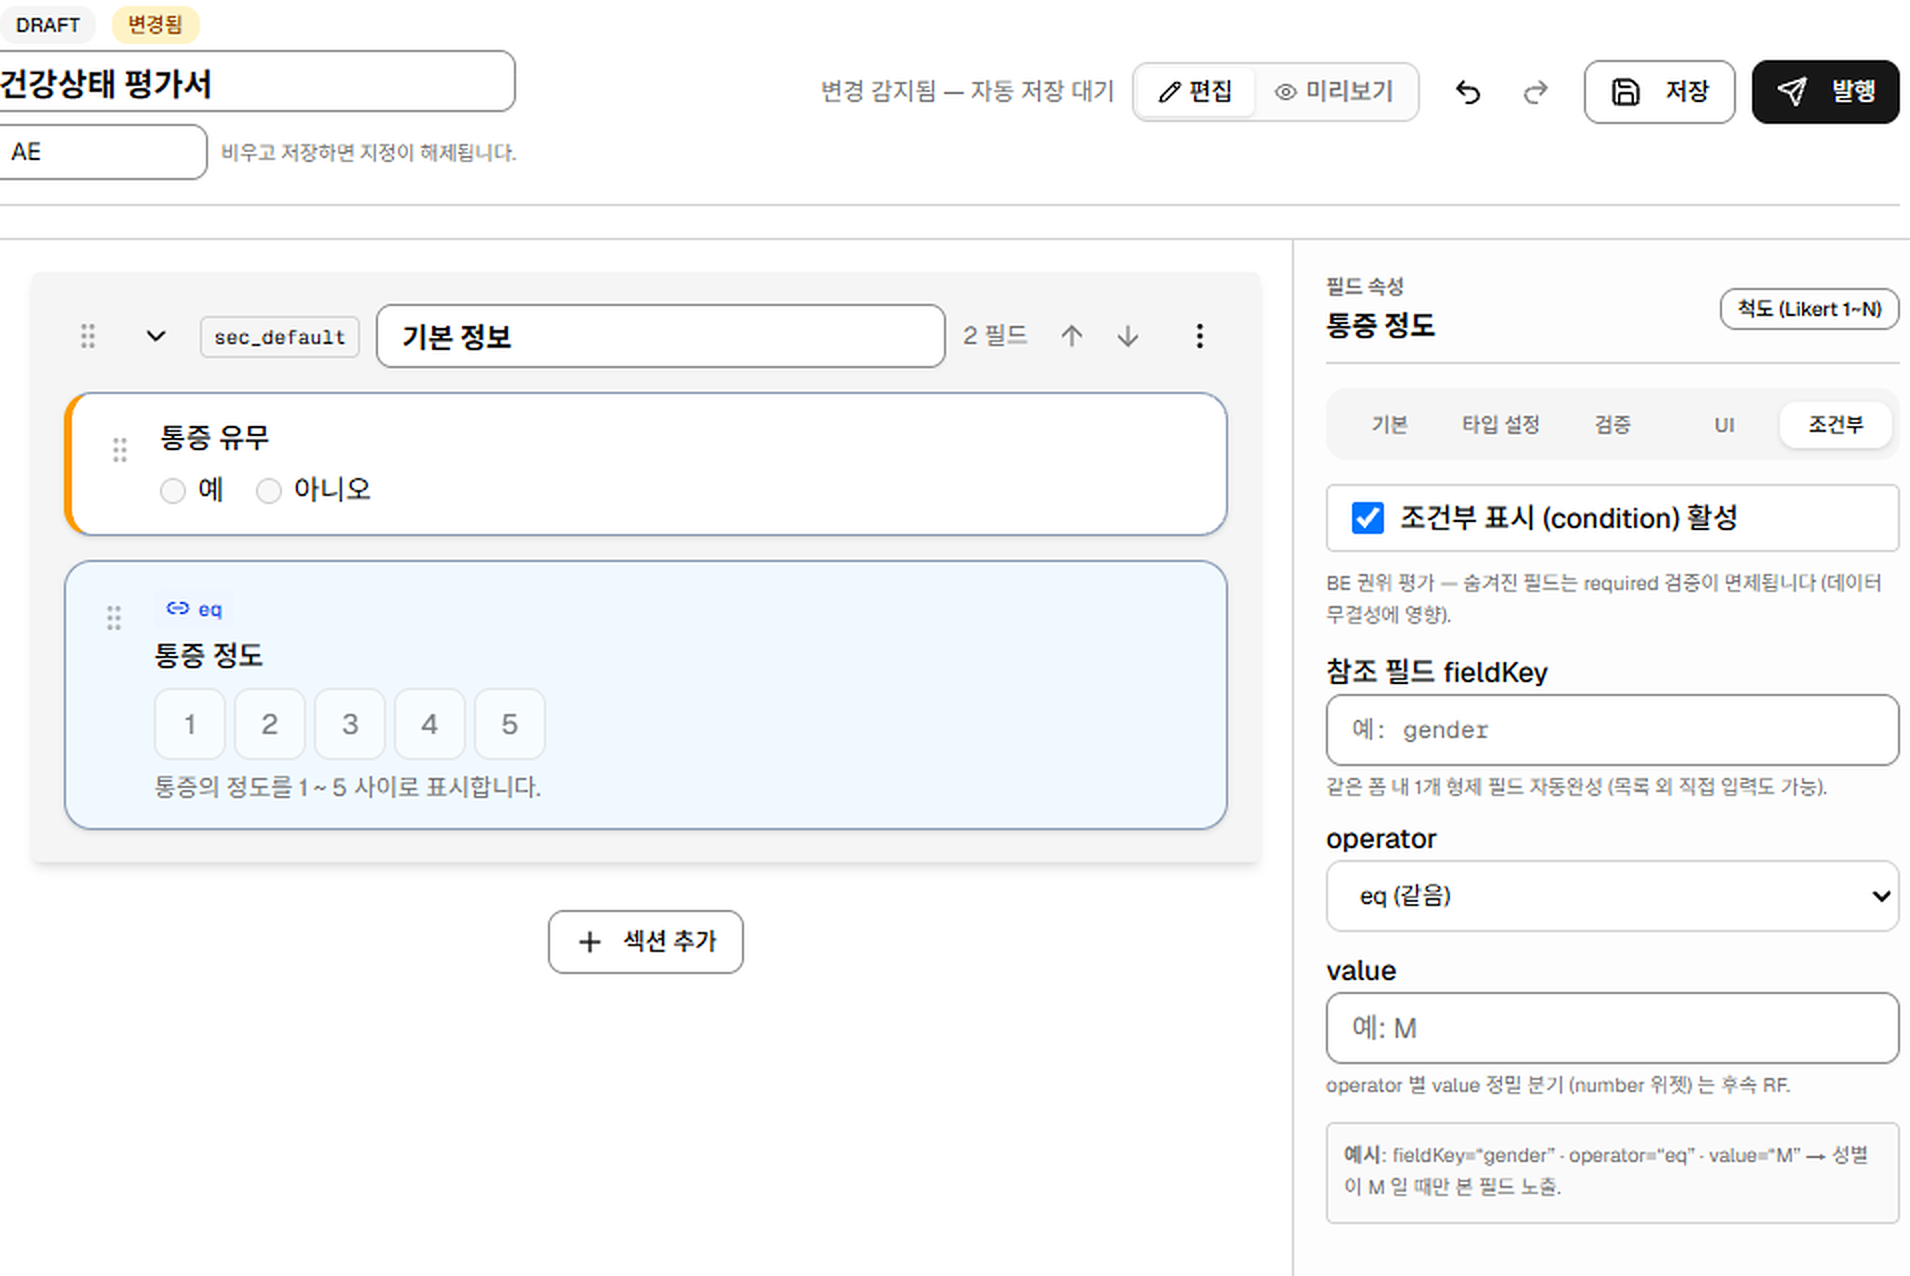 DRAFT 변경됨
건강상태 평가서
변경 감지됨 — 자동 저장 대기 편집 미리보기 저장 발행
AE 비우고 저장하면 지정이 해제됩니다.
sec_default 기본 정보 2 필드
통증 유무
예 아니오
eq
통증 정도
1 2 3 4 5
통증의 정도를 1 ~ 5 사이로 표시합니다.
섹션 추가
필드 속성
통증 정도 척도 (Likert 1~N)
기본 타입 설정 검증 UI 조건부
조건부 표시 (condition) 활성
BE 권위 평가 — 숨겨진 필드는 required 검증이 면제됩니다 (데이터
무결성에 영향).
참조 필드 fieldKey
예: gender
같은 폼 내 1개 형제 필드 자동완성 (목록 외 직접 입력도 가능).
operator
eq (같음)
value
예: M
operator 별 value 정밀 분기 (number 위젯) 는 후속 RF.
예시: fieldKey=“gender” · operator=“eq” · value=“M” → 성별
이 M 일 때만 본 필드 노출.